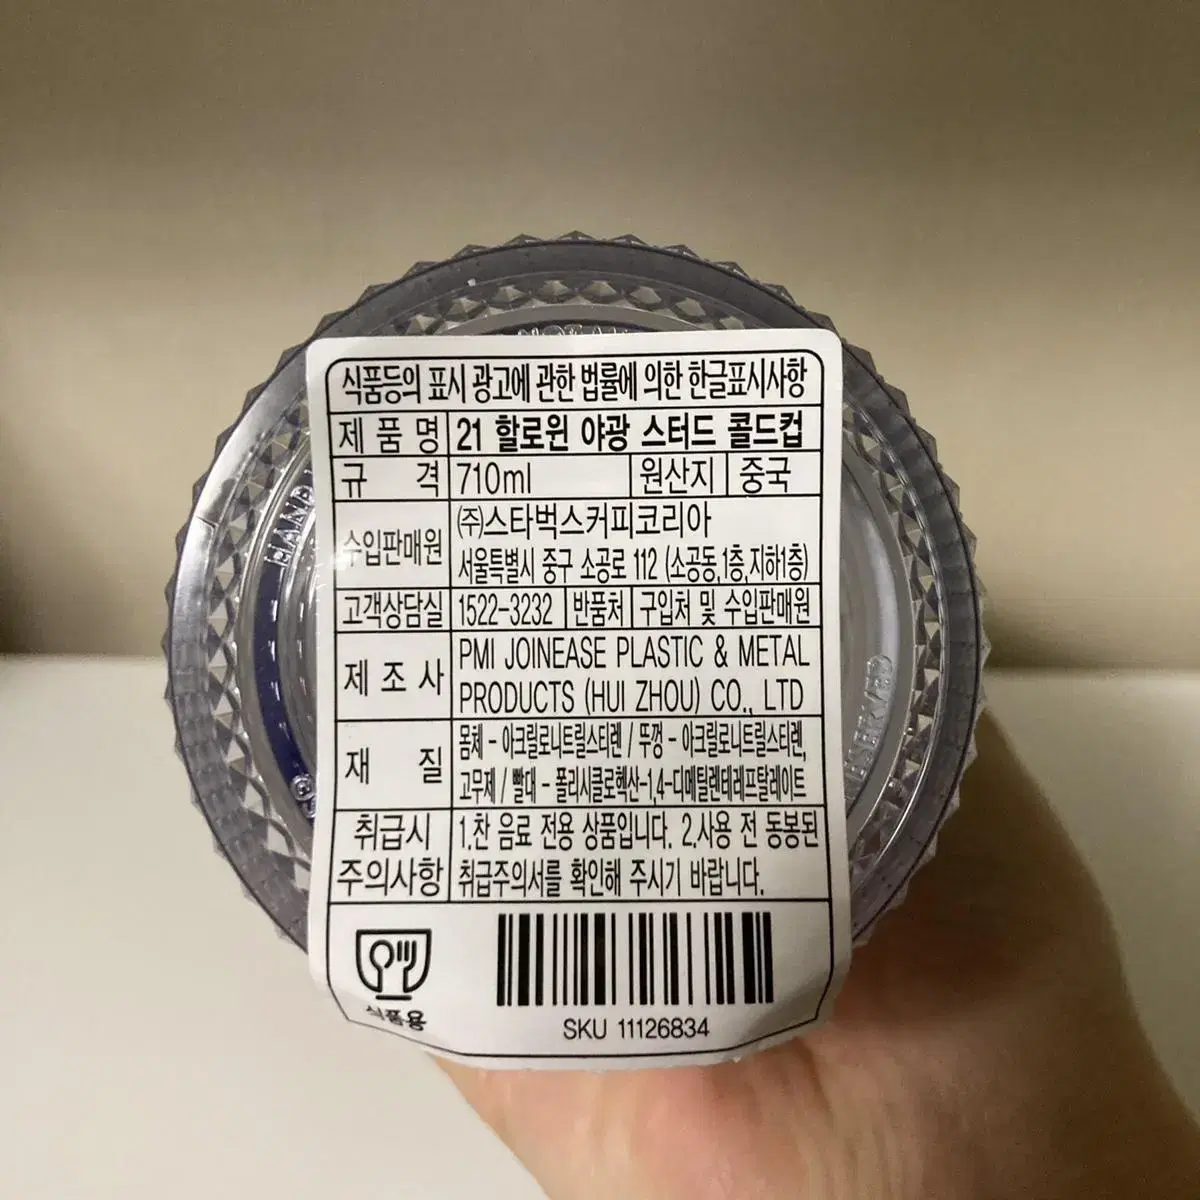 식품등의 표시 광고에 관한 법률에 의한 한글표시사항
제 품 명 21 할로윈 야광 스터드 콜드컵
규 격 710ml 원산지 중국
수입판매원 (주)스타벅스커피코리아
서울특별시 중구 소공로 112 (소공동,1층,지하1층)
고객상담실 1522-3232 반품처 구입처 및 수입판매원
제 조 사 PMI JOINEASE PLASTIC & METAL
PRODUCTS (HUI ZHOU) CO., LTD
재 질 몸체 - 아크릴로니트릴스티렌 / 뚜껑 - 아크릴로니트릴스티렌,
고무제 / 빨대 - 폴리시클로헥산-1,4-디메틸렌테레프탈레이트
취급시 주의사항 1.찬 음료 전용 상품입니다. 2.사용 전 동봉된
취급주의서를 확인해 주시기 바랍니다.
식품용
SKU 11126834